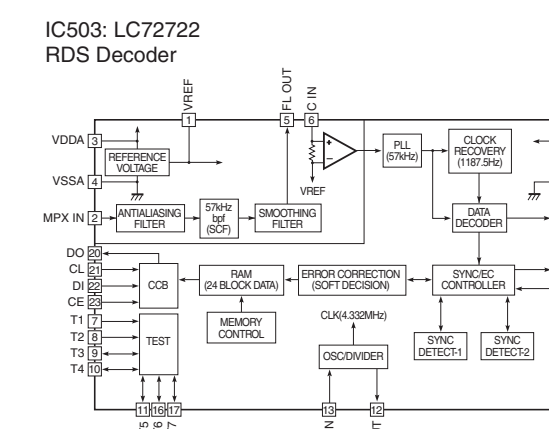 IC503: LC72722
RDS Decoder
VREF
FL OUT
C IN
1
5
6
VDDA 3
REFERENCE
VOLTAGE
VSSA 4
+
–
VREF
PLL
(57kHz)
CLOCK
RECOVERY
(1187.5Hz)
MPX IN 2
ANTIALIASING
FILTER
57kHz
bpf
(SCF)
SMOOTHING
FILTER
DATA
DECODER
DO 20
CL 21
DI 22
CE 23
CCB
RAM
(24 BLOCK DATA)
ERROR CORRECTION
(SOFT DECISION)
SYNC/EC
CONTROLLER
T1 7
T2 8
T3 9
T4 10
TEST
MEMORY
CONTROL
CLK(4.332MHz)
OSC/DIVIDER
SYNC
DETECT-1
SYNC
DETECT-2
11 16 17
13
12